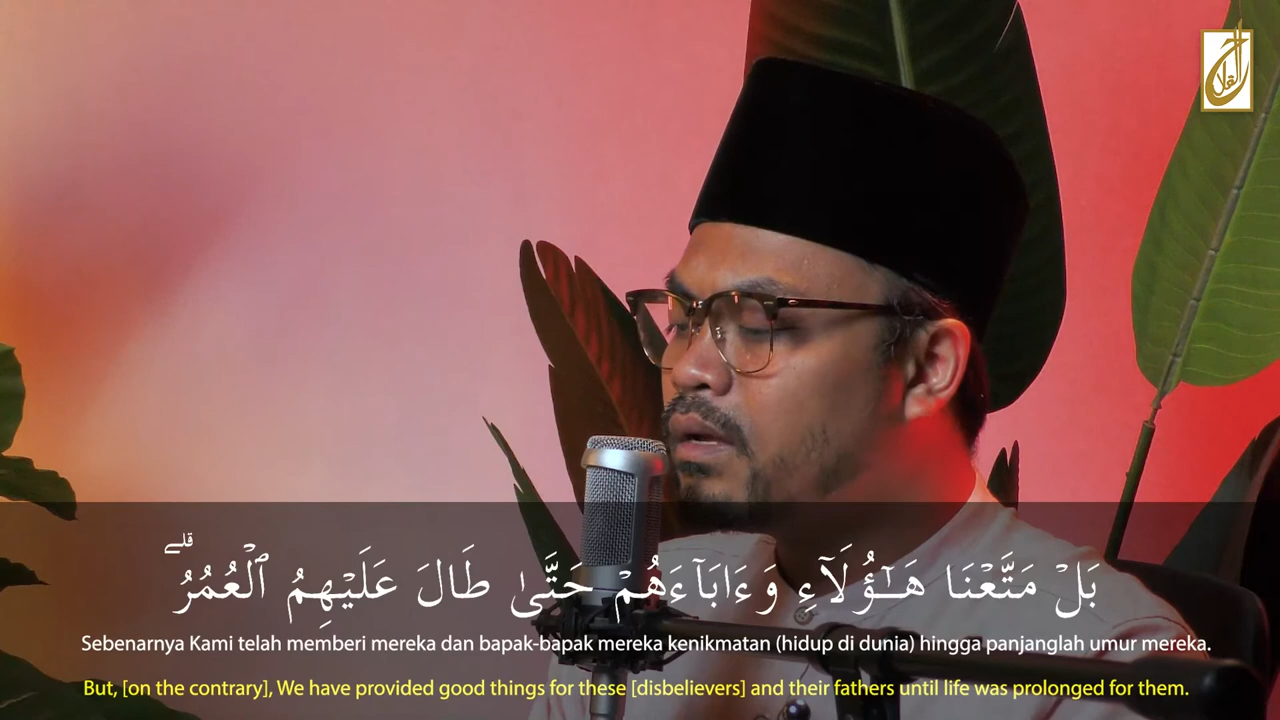 العلاح
بَلْ مَتَّعْنَا هَـٰٓؤُلَآءِ وَءَابَآءَهُمْ حَتَّىٰ طَالَ عَلَيْهِمُ ٱلْعُمُرُ ۗ
Sebenarnya Kami telah memberi mereka dan bapak-bapak mereka kenikmatan (hidup di dunia) hingga panjanglah umur mereka.
But, [on the contrary], We have provided good things for these [disbelievers] and their fathers until life was prolonged for them.